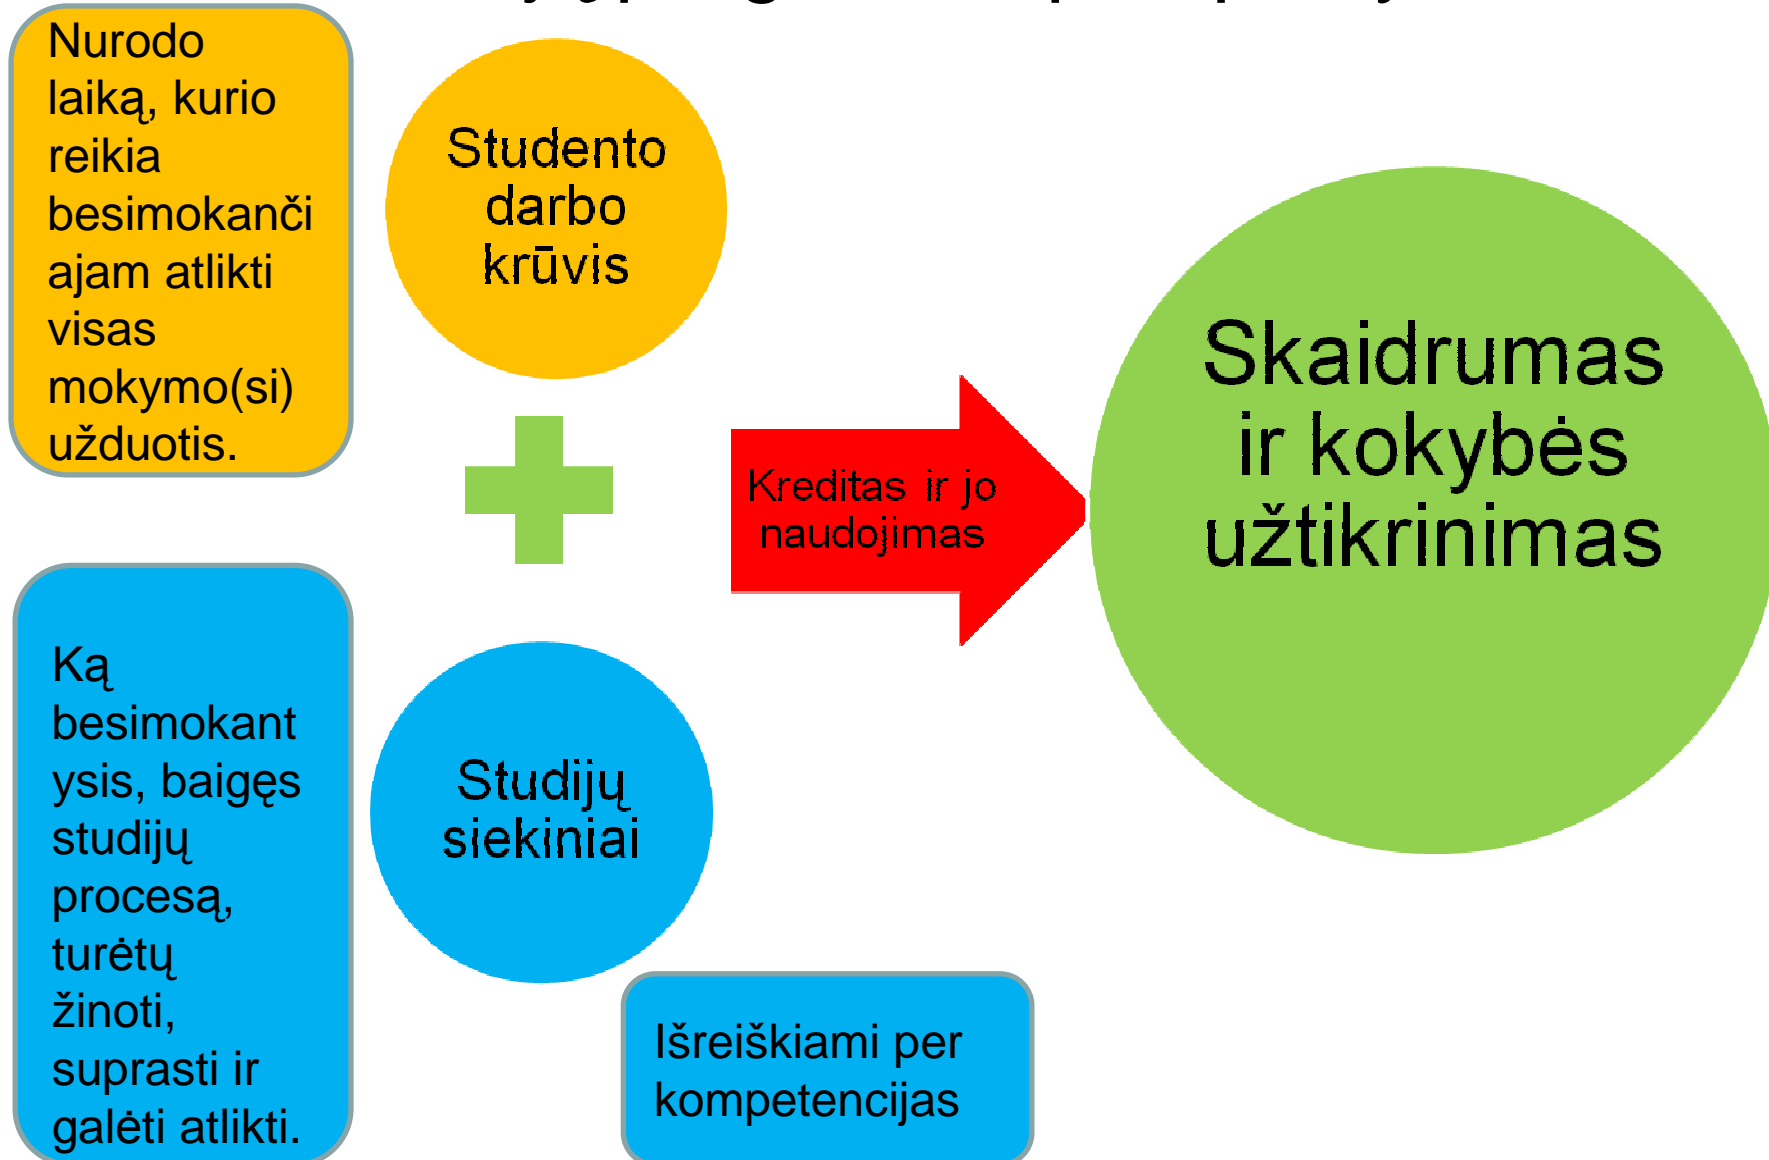 Nurodo
laiką, kurio
reikia
besimokanči
ajam atlikti
visas
mokymo(si)
užduotis.
Studento
darbo
krūvis
Kreditas ir jo
naudojimas
Skaidrumas
ir kokybės
užtikrinimas
Ką
besimokant
ysis, baigęs
studijų
procesą,
turėtų
žinoti,
suprasti ir
galėti atlikti.
Studijų
siekiniai
Išreiškiami per
kompetencijas